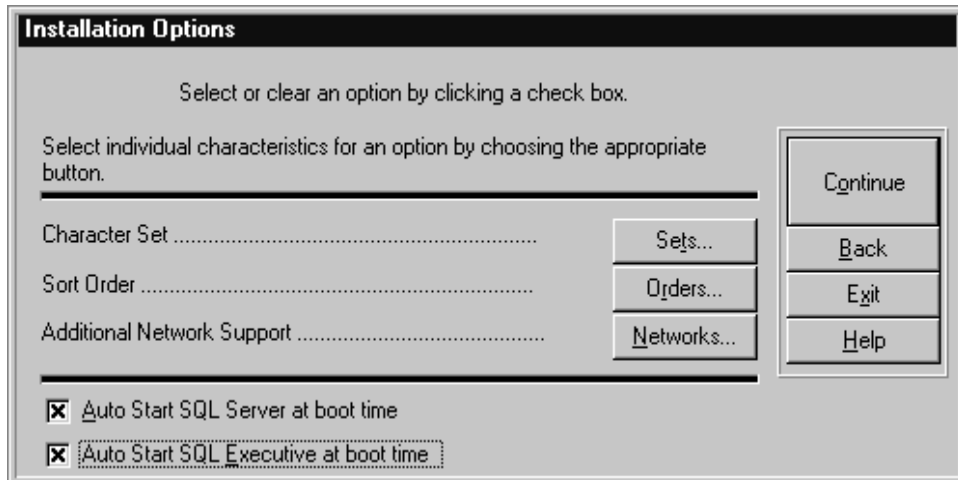 Installation Options
Select or clear an option by clicking a check box.
Select individual characteristics for an option by choosing the appropriate
button.
Continue
Character Set ............................................................ Sets...
Back
Sort Order ................................................................. Orders...
Exit
Additional Network Support ......................................... Networks...
Help
Auto Start SQL Server at boot time
Auto Start SQL Executive at boot time